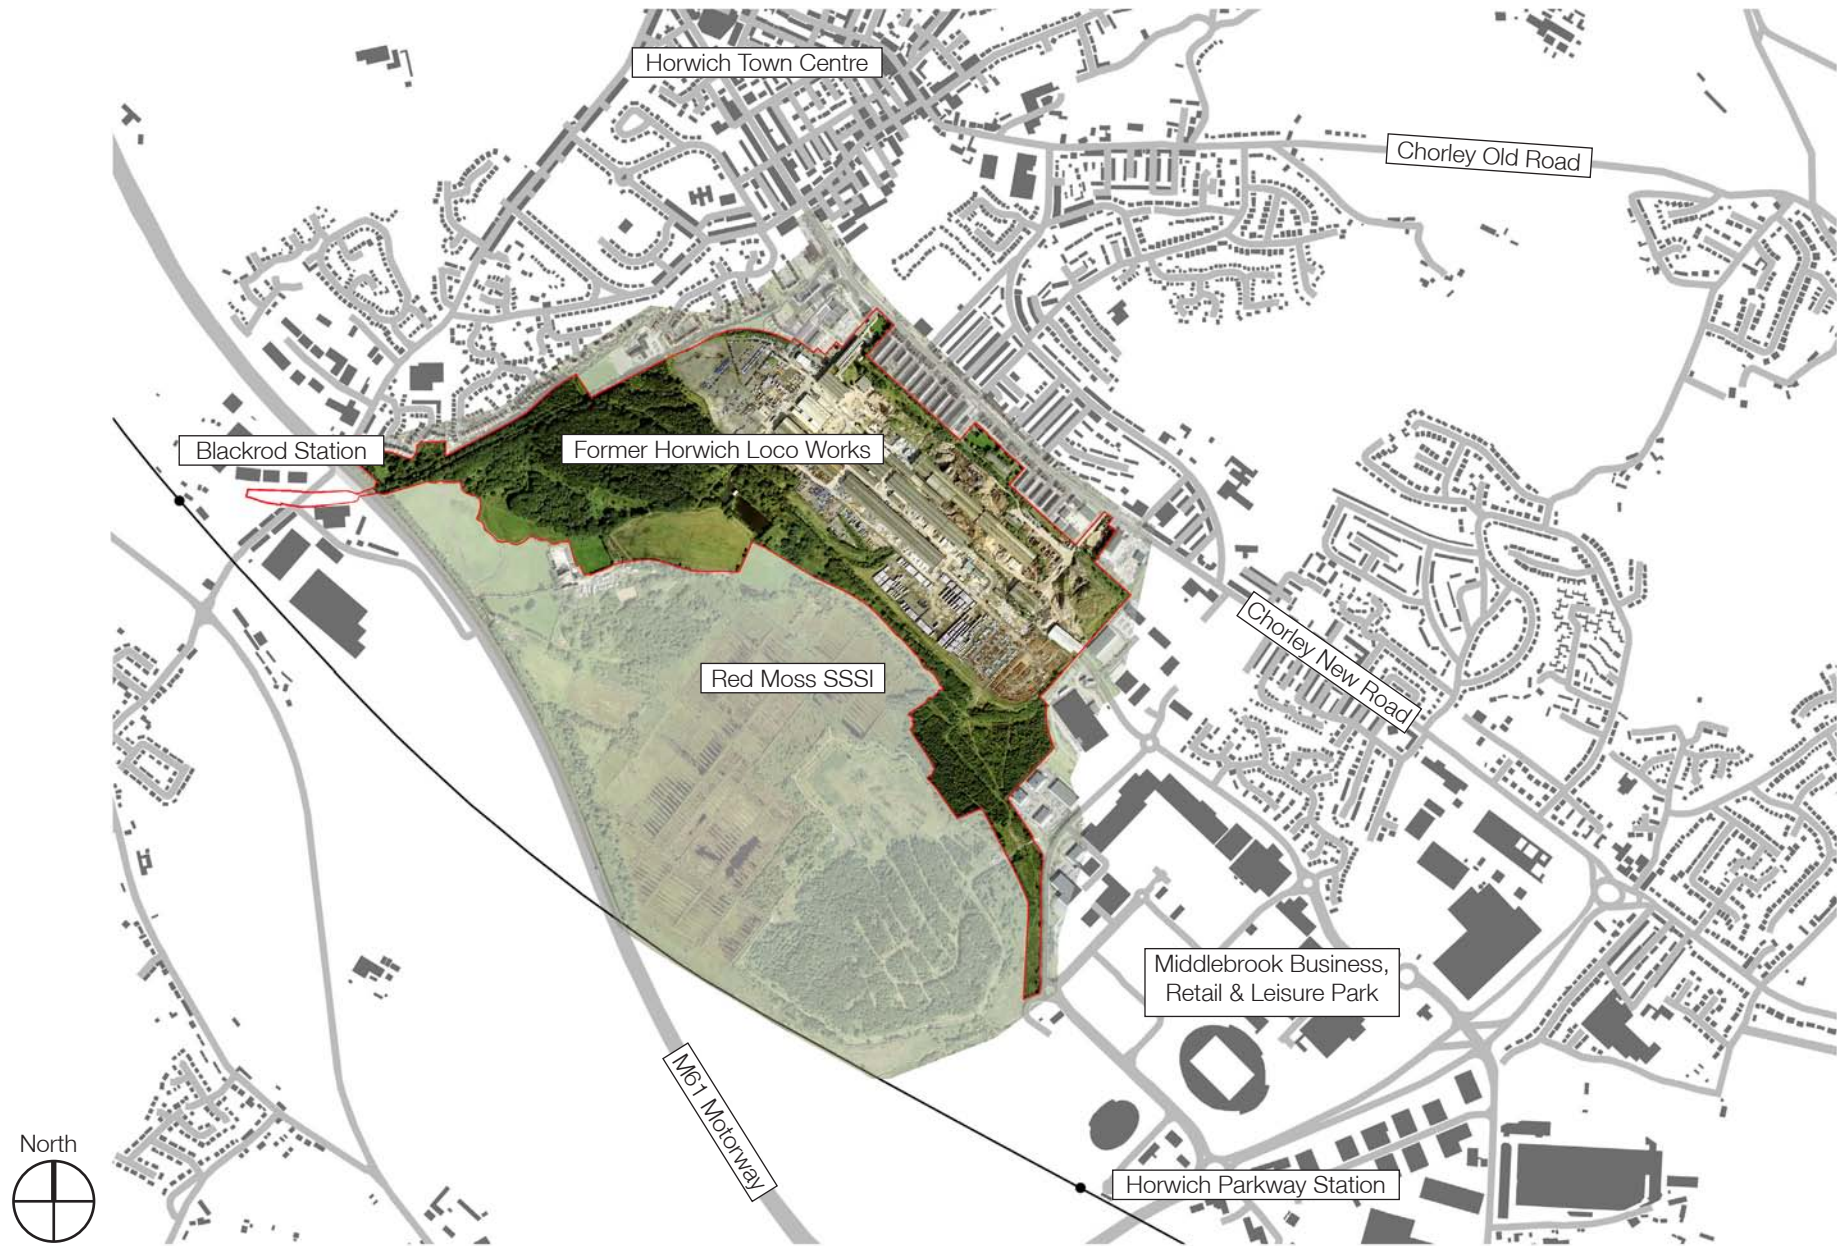 Horwich Town Centre
Chorley Old Road
Blackrod Station
Former Horwich Loco Works
Chorley New Road
Red Moss SSSI
Middlebrook Business,
Retail & Leisure Park
M61 Motorway
North
Horwich Parkway Station